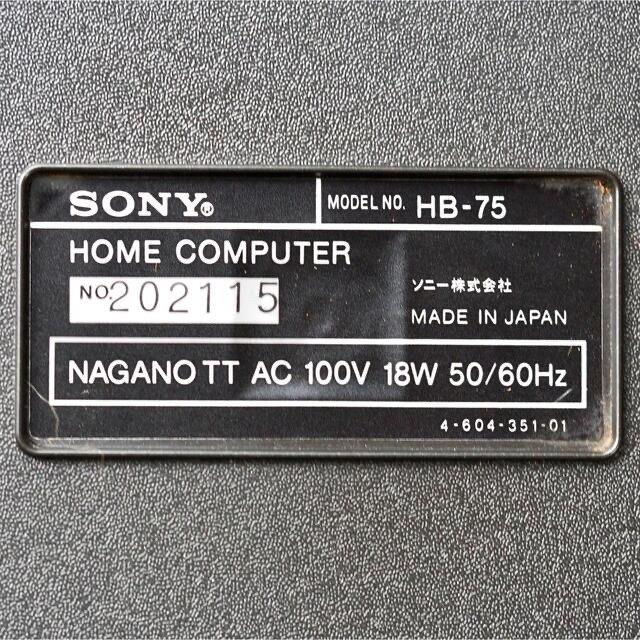 SONY® MODEL NO. HB-75
HOME COMPUTER
NO. 202115 ソニー株式会社
MADE IN JAPAN
NAGANO TT AC 100V 18W 50/60Hz
4-604-351-01